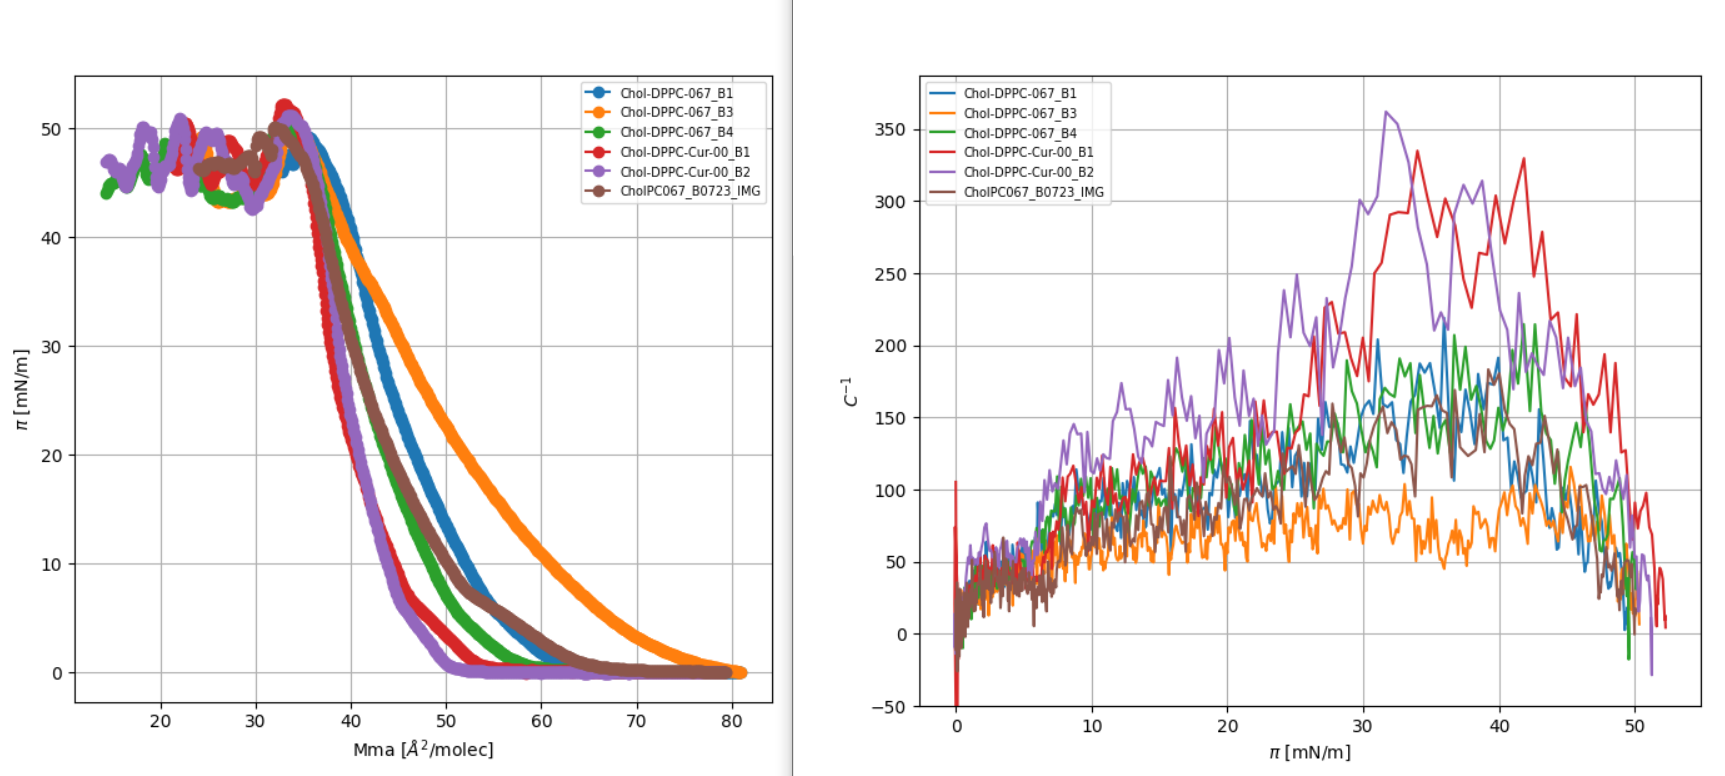 50
40
30
20
10
0
π [mN/m]
20 30 40 50 60 70 80
Mma [Å²/molec]
Chol-DPPC-067_B1
Chol-DPPC-067_B3
Chol-DPPC-067_B4
Chol-DPPC-Cur-00_B1
Chol-DPPC-Cur-00_B2
CholPC067_B0723_IMG
350
300
250
200
150
100
50
0
−50
C⁻¹
0 10 20 30 40 50
π [mN/m]
Chol-DPPC-067_B1
Chol-DPPC-067_B3
Chol-DPPC-067_B4
Chol-DPPC-Cur-00_B1
Chol-DPPC-Cur-00_B2
CholPC067_B0723_IMG